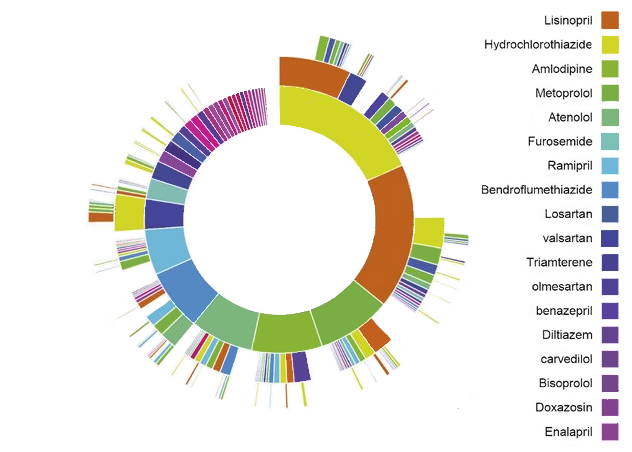 Lisinopril
Hydrochlorothiazide
Amlodipine
Metoprolol
Atenolol
Furosemide
Ramipril
Bendroflumethiazide
Losartan
valsartan
Triamterene
olmesartan
benazepril
Diltiazem
carvedilol
Bisoprolol
Doxazosin
Enalapril